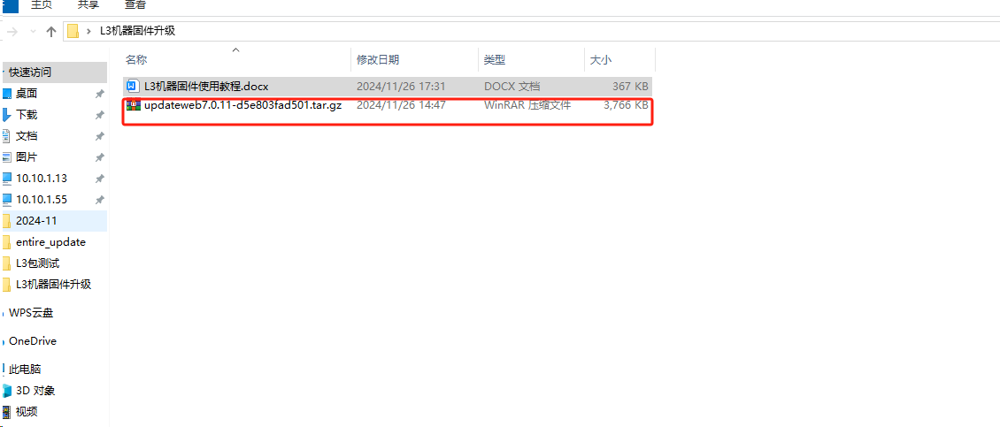 主页 共享 查看
L3机器固件升级
名称 修改日期 类型 大小
快速访问
L3机器固件使用教程.docx 2024/11/26 17:31 DOCX 文档 367 KB
桌面
updateweb7.0.11-d5e803fad501.tar.gz 2024/11/26 14:47 WinRAR 压缩文件 3,766 KB
下载
文档
图片
10.10.1.13
10.10.1.55
2024-11
entire_update
L3包测试
L3机器固件升级
WPS云盘
OneDrive
此电脑
3D 对象
视频